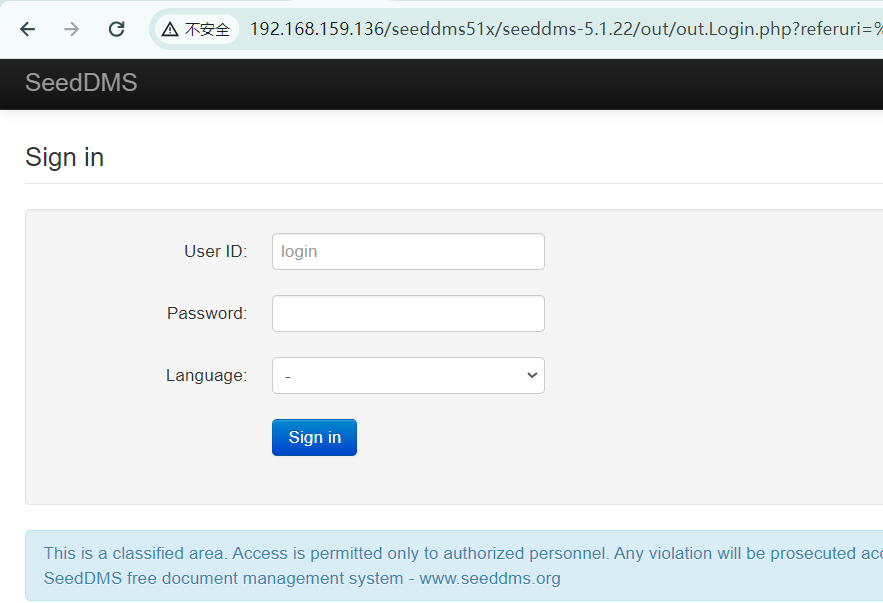 不安全 192.168.159.136/seeddms51x/seeddms-5.1.22/out/out.Login.php?referuri=%
SeedDMS
Sign in
User ID: login
Password:
Language: -
Sign in
This is a classified area. Access is permitted only to authorized personnel. Any violation will be prosecuted acc
SeedDMS free document management system - www.seeddms.org